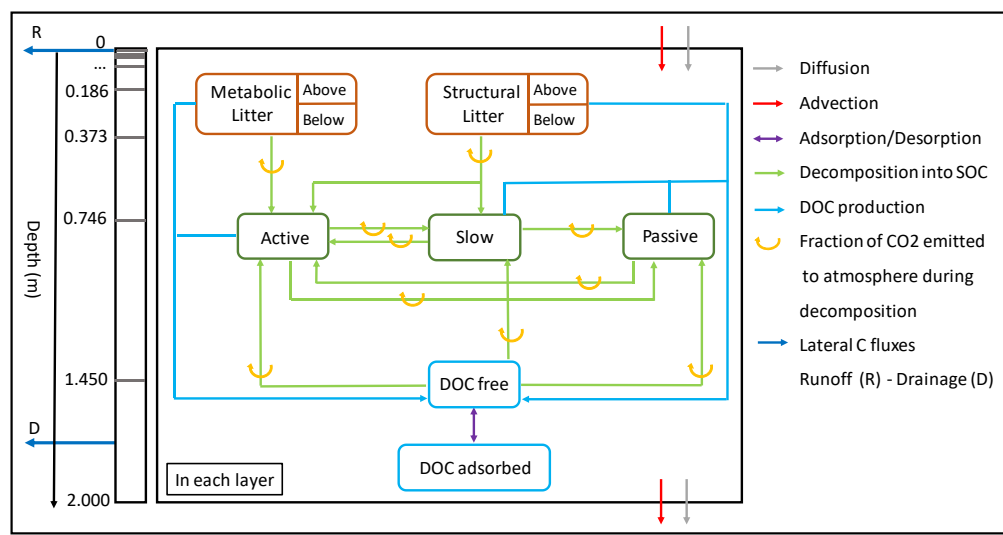 R
0
...
0.186
0.373
0.746
Depth (m)
1.450
D
2.000
Metabolic
Litter
Above
Below
Structural
Litter
Above
Below
Active
Slow
Passive
DOC free
DOC adsorbed
In each layer
Diffusion
Advection
Adsorption/Desorption
Decomposition into SOC
DOC production
Fraction of CO2 emitted
to atmosphere during
decomposition
Lateral C fluxes
Runoff (R) - Drainage (D)